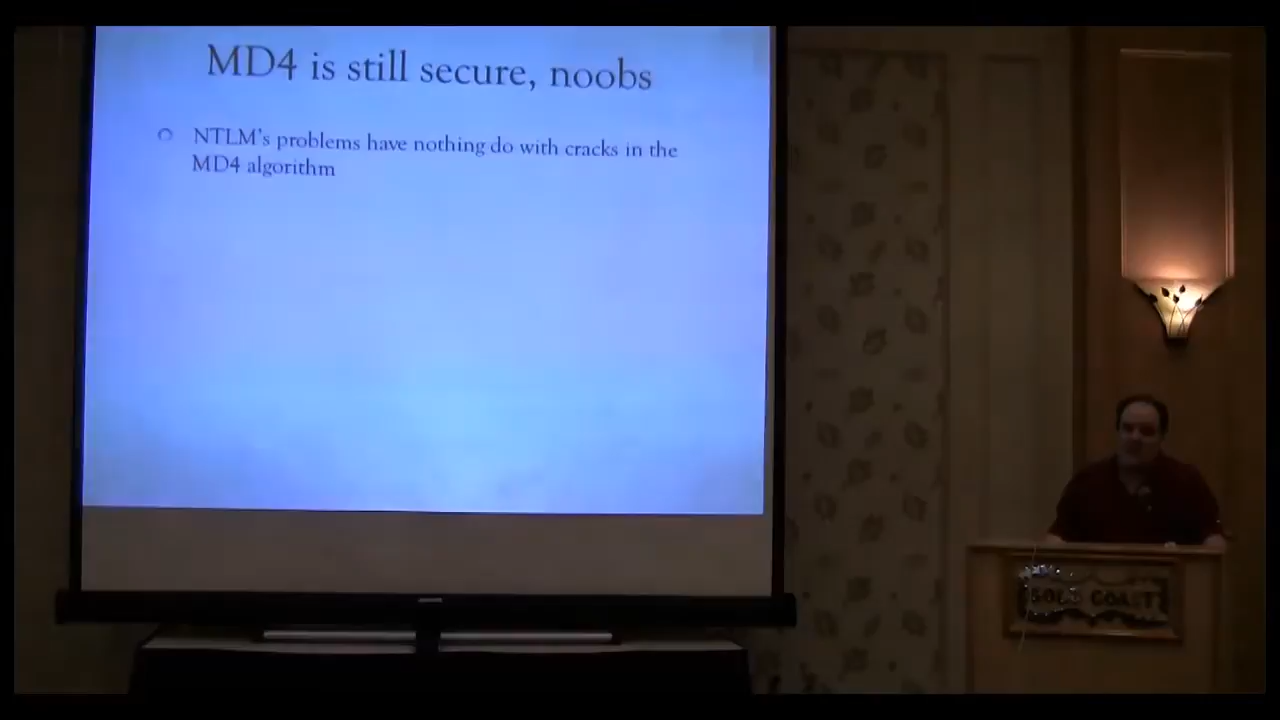 MD4 is still secure, noobs
NTLM's problems have nothing do with cracks in the
MD4 algorithm
GOLD COAST